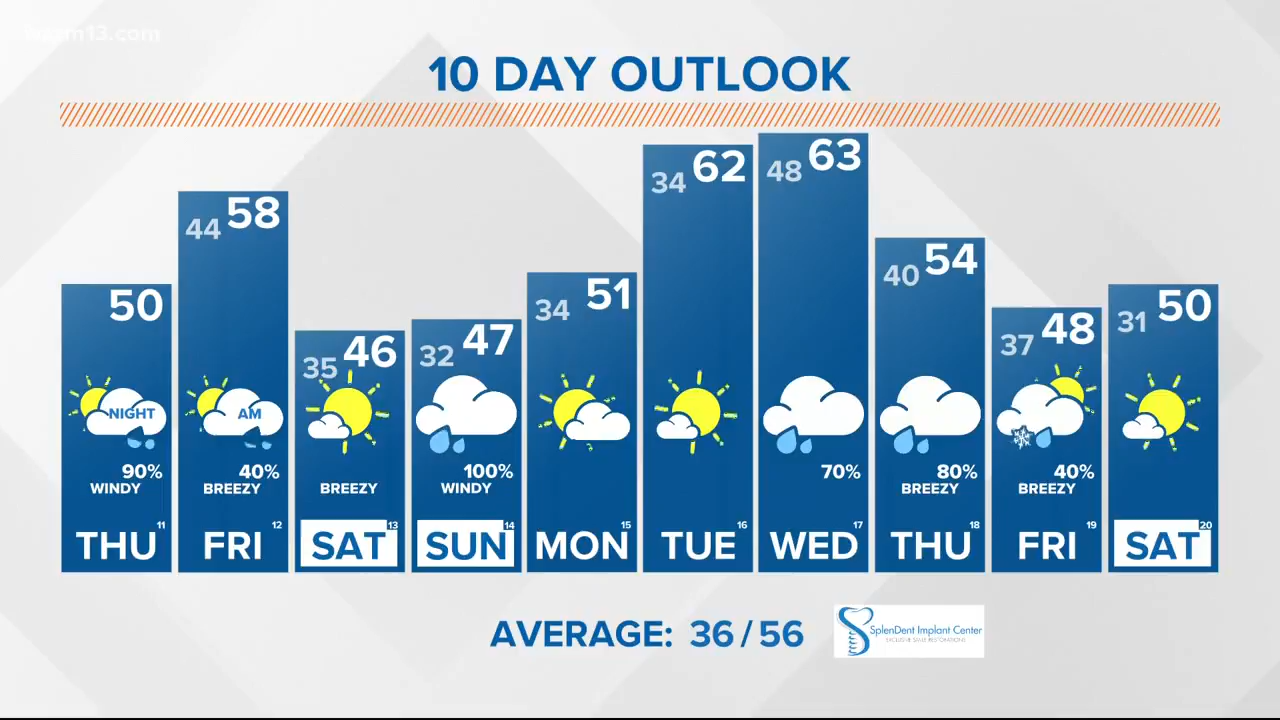 10 DAY OUTLOOK
50
NIGHT
90%
WINDY
THU 11
44 58
AM
40%
BREEZY
FRI 12
35 46
BREEZY
SAT 13
32 47
100%
WINDY
SUN 14
34 51
MON 15
34 62
TUE 16
48 63
70%
WED 17
40 54
80%
BREEZY
THU 18
37 48
40%
BREEZY
FRI 19
31 50
SAT 20
AVERAGE: 36 / 56
SplenDent Implant Center